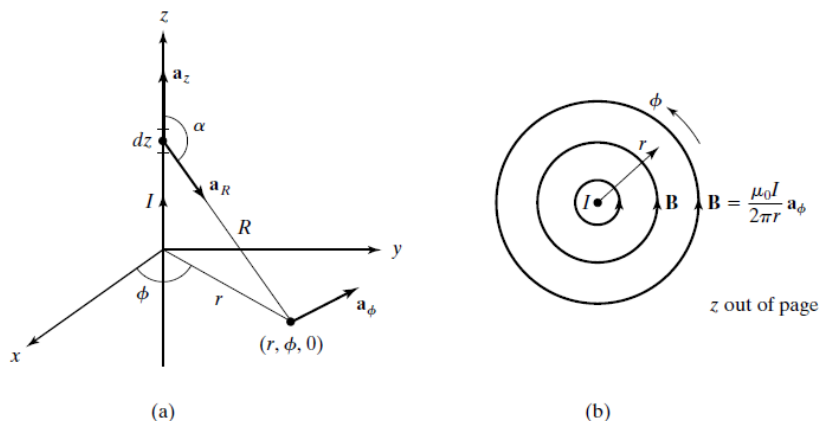 z
a_z
α
dz
a_R
I
R
y
ϕ
r
a_ϕ
x
(r, ϕ, 0)
(a)
ϕ
r
I
B
B = μ₀I / 2πr a_ϕ
z out of page
(b)